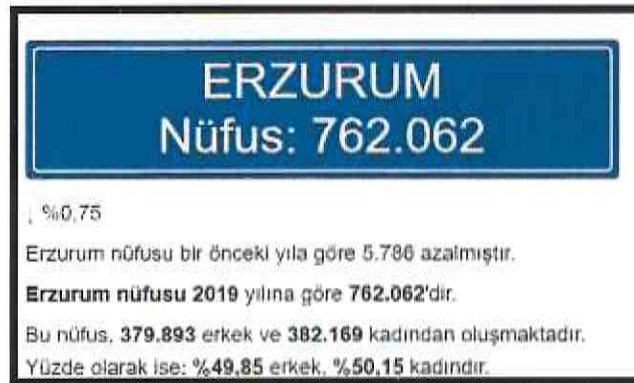 ERZURUM
Nüfus: 762.062
↓ %0,75
Erzurum nüfusu bir önceki yıla göre 5.786 azalmıştır.
Erzurum nüfusu 2019 yılına göre 762.062'dir.
Bu nüfus, 379.893 erkek ve 382.169 kadından oluşmaktadır.
Yüzde olarak ise: %49,85 erkek, %50,15 kadındır.